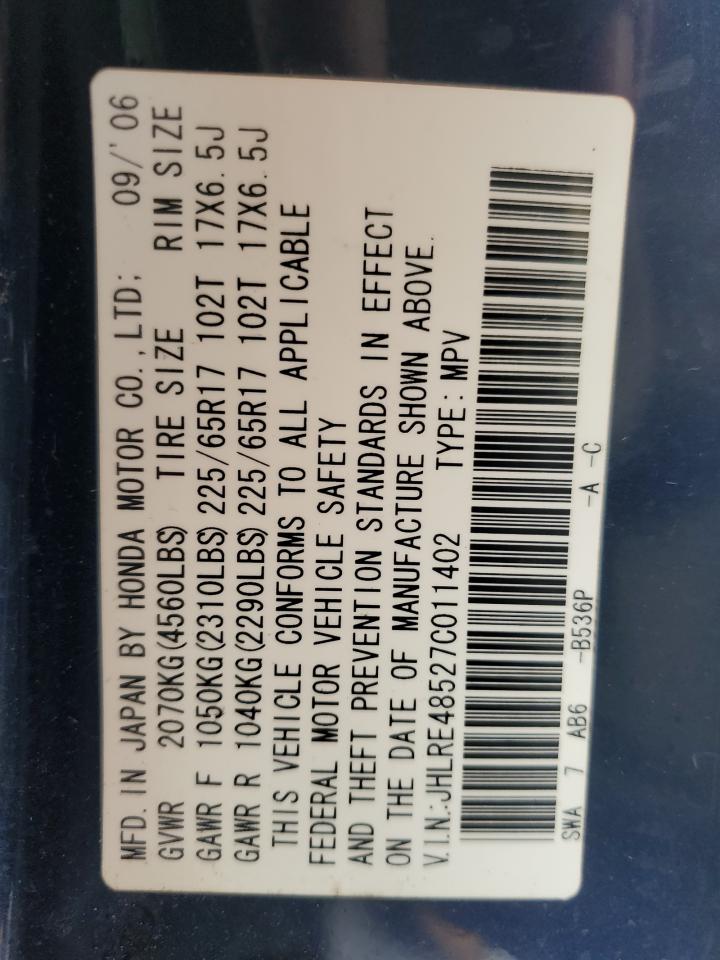 MFD. IN JAPAN BY HONDA MOTOR CO., LTD; 09/'06
GVWR 2070KG(4560LBS) TIRE SIZE RIM SIZE
GAWR F 1050KG(2310LBS) 225/65R17 102T 17X6.5J
GAWR R 1040KG(2290LBS) 225/65R17 102T 17X6.5J
THIS VEHICLE CONFORMS TO ALL APPLICABLE
FEDERAL MOTOR VEHICLE SAFETY
AND THEFT PREVENTION STANDARDS IN EFFECT
ON THE DATE OF MANUFACTURE SHOWN ABOVE.
V.I.N.:JHLRE48527C011402 TYPE:MPV
SWA 7 AB6 -B536P -A -C